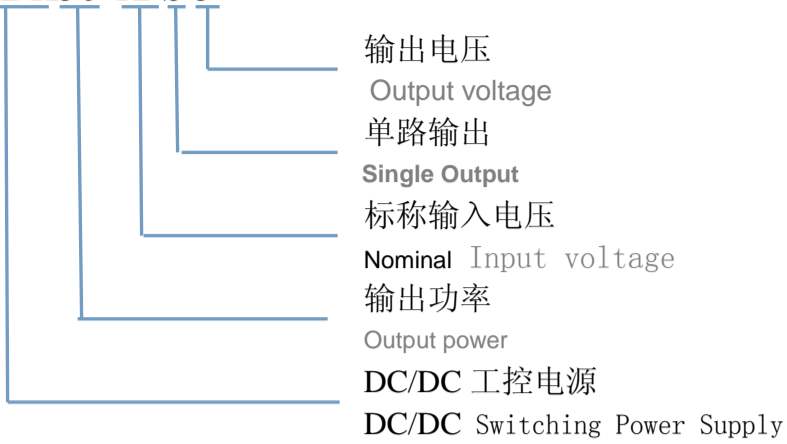 输出电压
Output voltage
单路输出
Single Output
标称输入电压
Nominal Input voltage
输出功率
Output power
DC/DC 工控电源
DC/DC Switching Power Supply